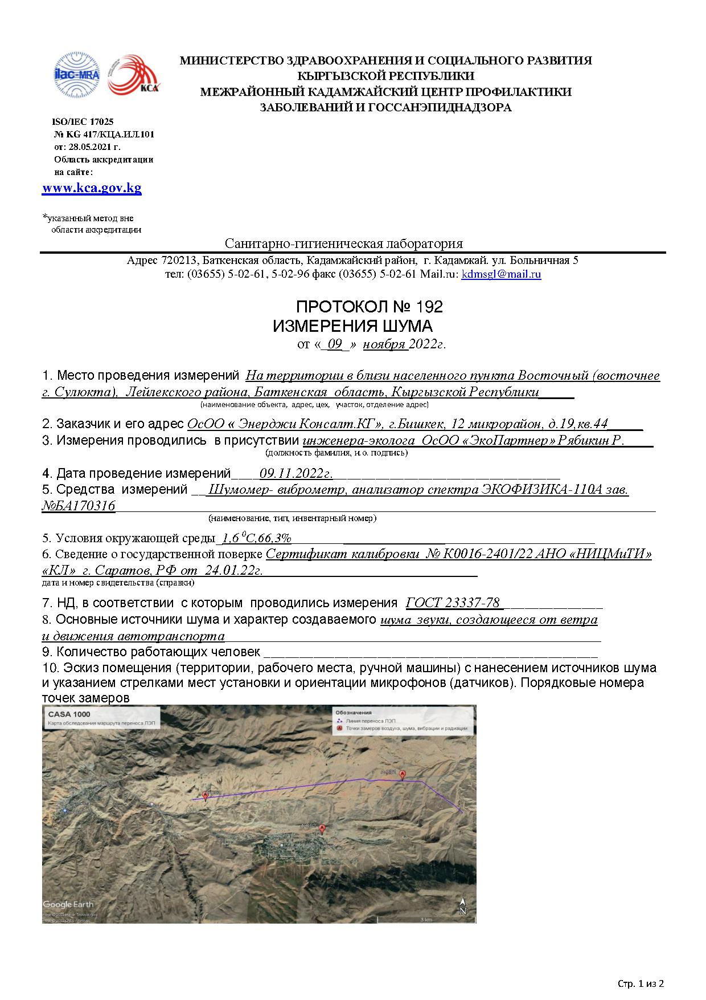 ilac-MRA
KCA
МИНИСТЕРСТВО ЗДРАВООХРАНЕНИЯ И СОЦИАЛЬНОГО РАЗВИТИЯ
КЫРГЫЗСКОЙ РЕСПУБЛИКИ
МЕЖРАЙОННЫЙ КАДАМЖАЙСКИЙ ЦЕНТР ПРОФИЛАКТИКИ
ЗАБОЛЕВАНИЙ И ГОССАНЭПИДНАДЗОРА
ISO/IEC 17025
№ KG 417/КЦА.ИЛ.101
от: 28.05.2021 г.
Область аккредитации
на сайте:
www.kca.gov.kg
*указанный метод вне
области аккредитации
Санитарно-гигиеническая лаборатория
Адрес 720213, Баткенская область, Кадамжайский район, г. Кадамжай. ул. Больничная 5
тел: (03655) 5-02-61, 5-02-96 факс (03655) 5-02-61 Mail.ru: kdmsgl@mail.ru
ПРОТОКОЛ № 192
ИЗМЕРЕНИЯ ШУМА
от «_09_» ноября 2022г.
1. Место проведения измерений На территории в близи населенного пункта Восточный (восточнее
г. Сулюкта), Лейлекского района, Баткенская область, Кыргызской Республики_____
(наименование объекта, адрес, цех, участок, отделение адрес)
2. Заказчик и его адрес ОсОО « Энерджи Консалт.КГ», г.Бишкек, 12 микрорайон, д.19,кв.44_____
3. Измерения проводились в присутствии инженера-эколога ОсОО «ЭкоПартнер» Рябикин Р.____
(должность фамилия, и.о. подпись)
4. Дата проведение измерений____09.11.2022г.________________________________
5. Средства измерений __Шумомер- виброметр, анализатор спектра ЭКОФИЗИКА-110А зав.
№БА170316____________________________________________________________
(наименование, тип, инвентарный номер)
5. Условия окружающей среды_1,6 ⁰С,66,3%____________________________________
6. Сведение о государственной поверке Сертификат калибровки № К0016-2401/22 АНО «НИЦМиТИ»
«КЛ» г. Саратов, РФ от 24.01.22г.______________________________
дата и номер свидетельства (справки)
7. НД, в соответствии с которым проводились измерения ГОСТ 23337-78______________
8. Основные источники шума и характер создаваемого шума звуки, создающееся от ветра
и движения автотранспорта____________________________________________________
9. Количество работающих человек _______________________________________________
10. Эскиз помещения (территории, рабочего места, ручной машины) с нанесением источников шума
и указанием стрелками мест установки и ориентации микрофонов (датчиков). Порядковые номера
точек замеров
CASA 1000
Карта обследования маршрута переноса ЛЭП
Обозначения
Линия переноса ЛЭП
Точки замеров воздуха, шума, вибрации и радиации
Google Earth
N
3 km
Стр. 1 из 2